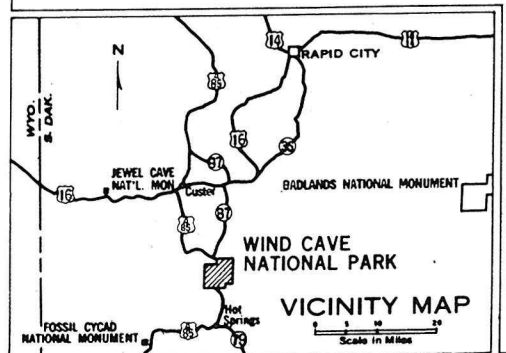 N
WYO.
S. DAK.
14
RAPID CITY
A 85
16
36
JEWEL CAVE
NAT'L. MON
87
Custer
16
A 85
87
BADLANDS NATIONAL MONUMENT
WIND CAVE
NATIONAL PARK
Hot
Springs
FOSSIL CYCAD
NATIONAL MONUMENT
A 85
79
VICINITY MAP
0 5 10 20
Scale in Miles